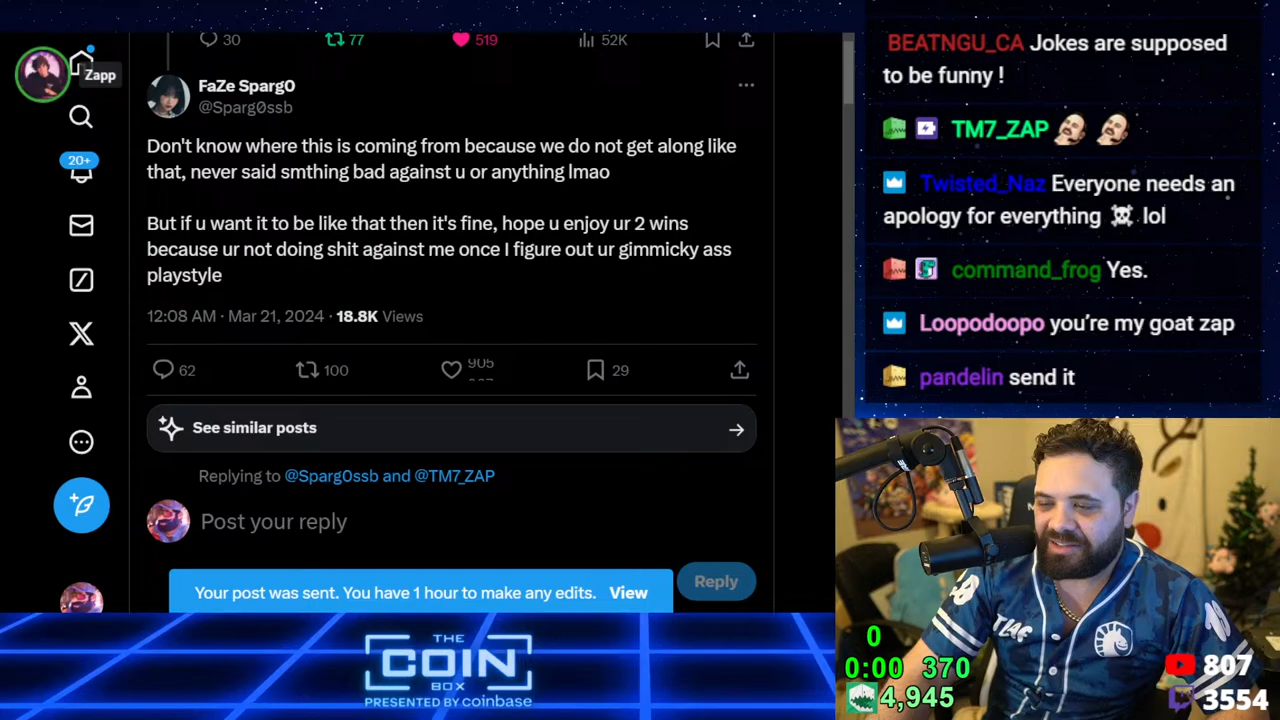 30 77 519 52K
Zapp
FaZe Sparg0
@Sparg0ssb
Don't know where this is coming from because we do not get along like
that, never said smthing bad against u or anything lmao
But if u want it to be like that then it's fine, hope u enjoy ur 2 wins
because ur not doing shit against me once I figure out ur gimmicky ass
playstyle
12:08 AM · Mar 21, 2024 · 18.8K Views
62 100 905 29
See similar posts
Replying to @Sparg0ssb and @TM7_ZAP
Post your reply
Your post was sent. You have 1 hour to make any edits. View
Reply
20+
BEATNGU_CA Jokes are supposed
to be funny !
TM7_ZAP
Twisted_Naz Everyone needs an
apology for everything ☠ lol
command_frog Yes.
Loopodoopo you’re my goat zap
pandelin send it
THE
COIN
BOX
PRESENTED BY coinbase
0
0:00 370
4,945
807
3554